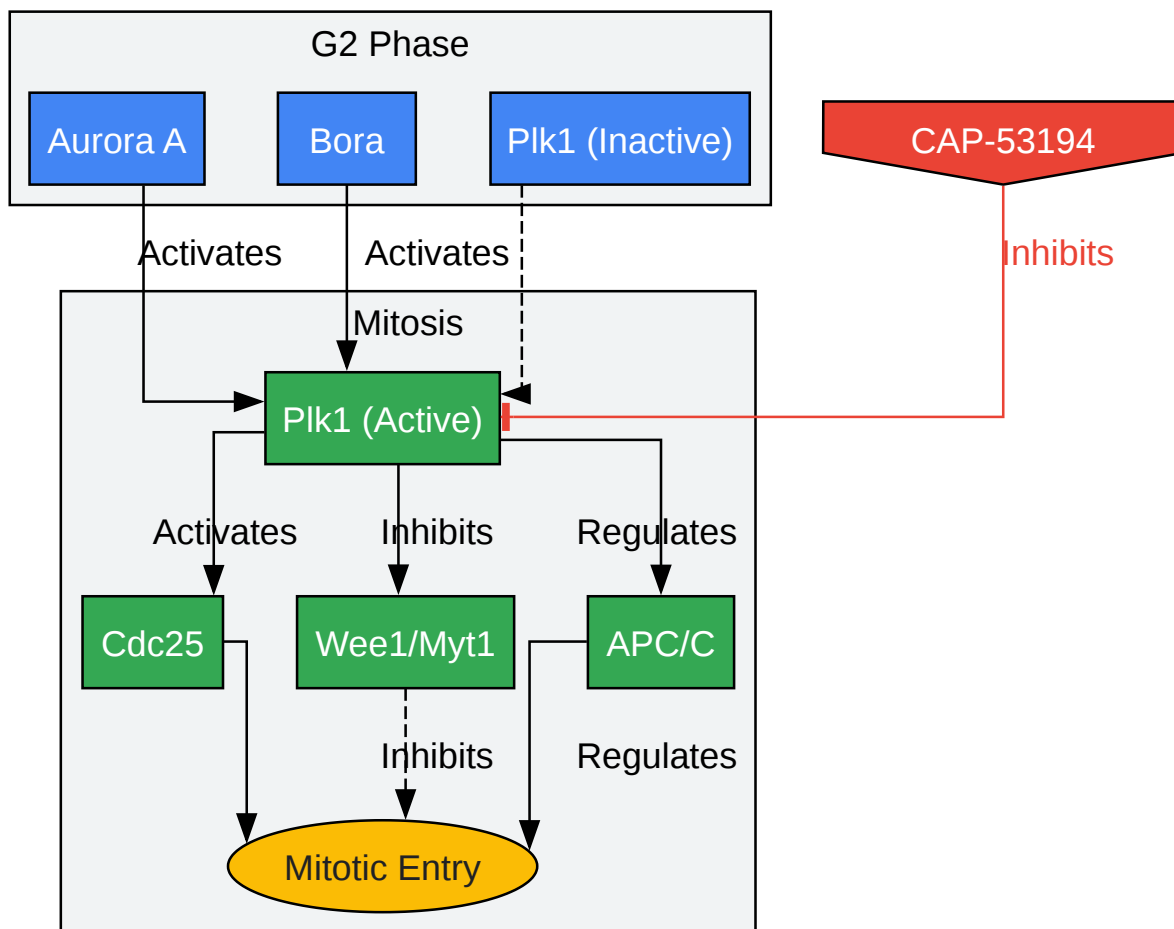 G2 Phase
Aurora A
Bora
Plk1 (Inactive)
CAP-53194
Activates
Activates
Inhibits
Mitosis
Plk1 (Active)
Activates
Inhibits
Regulates
Cdc25
Wee1/Myt1
APC/C
Inhibits
Regulates
Mitotic Entry